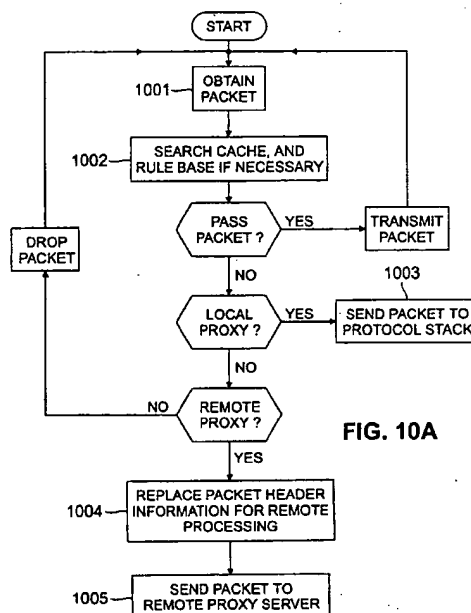 START
1001
OBTAIN
PACKET
1002
SEARCH CACHE, AND
RULE BASE IF NECESSARY
DROP
PACKET
PASS
PACKET ?
YES
TRANSMIT
PACKET
NO
1003
LOCAL
PROXY ?
YES
SEND PACKET TO
PROTOCOL STACK
NO
NO
REMOTE
PROXY ?
FIG. 10A
YES
1004
REPLACE PACKET HEADER
INFORMATION FOR REMOTE
PROCESSING
1005
SEND PACKET TO
REMOTE PROXY SERVER